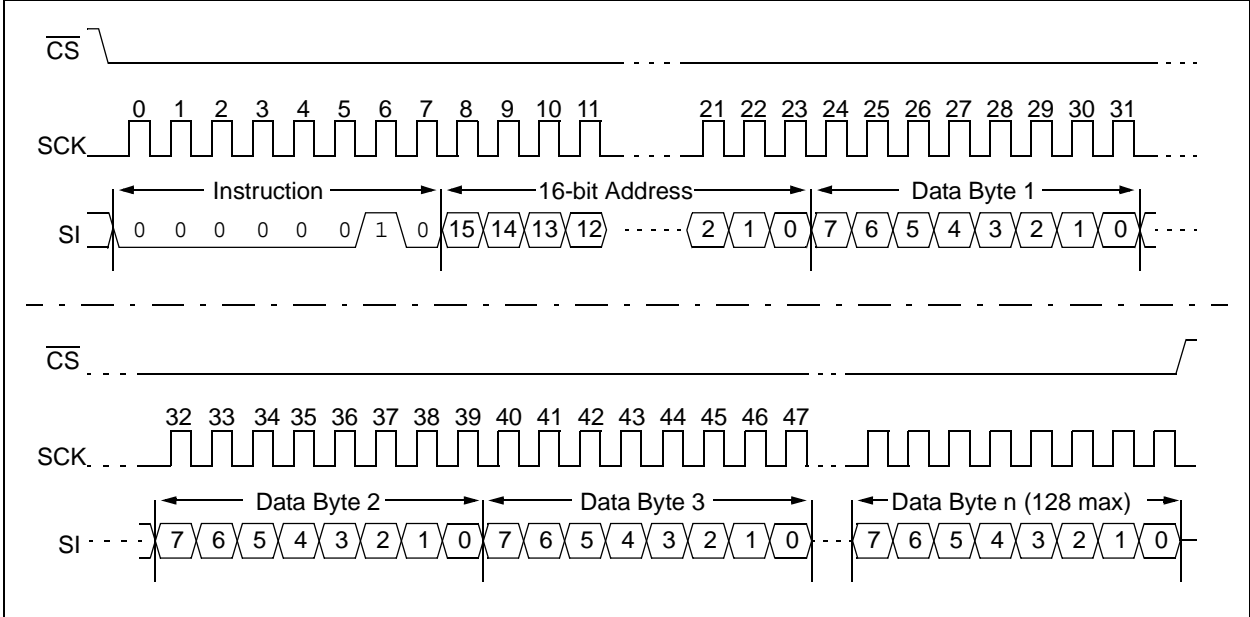 CS
0 1 2 3 4 5 6 7 8 9 10 11 21 22 23 24 25 26 27 28 29 30 31
SCK
Instruction 16-bit Address Data Byte 1
SI 0 0 0 0 0 0 1 0 15 14 13 12 2 1 0 7 6 5 4 3 2 1 0
CS
32 33 34 35 36 37 38 39 40 41 42 43 44 45 46 47
SCK
Data Byte 2 Data Byte 3 Data Byte n (128 max)
SI 7 6 5 4 3 2 1 0 7 6 5 4 3 2 1 0 7 6 5 4 3 2 1 0